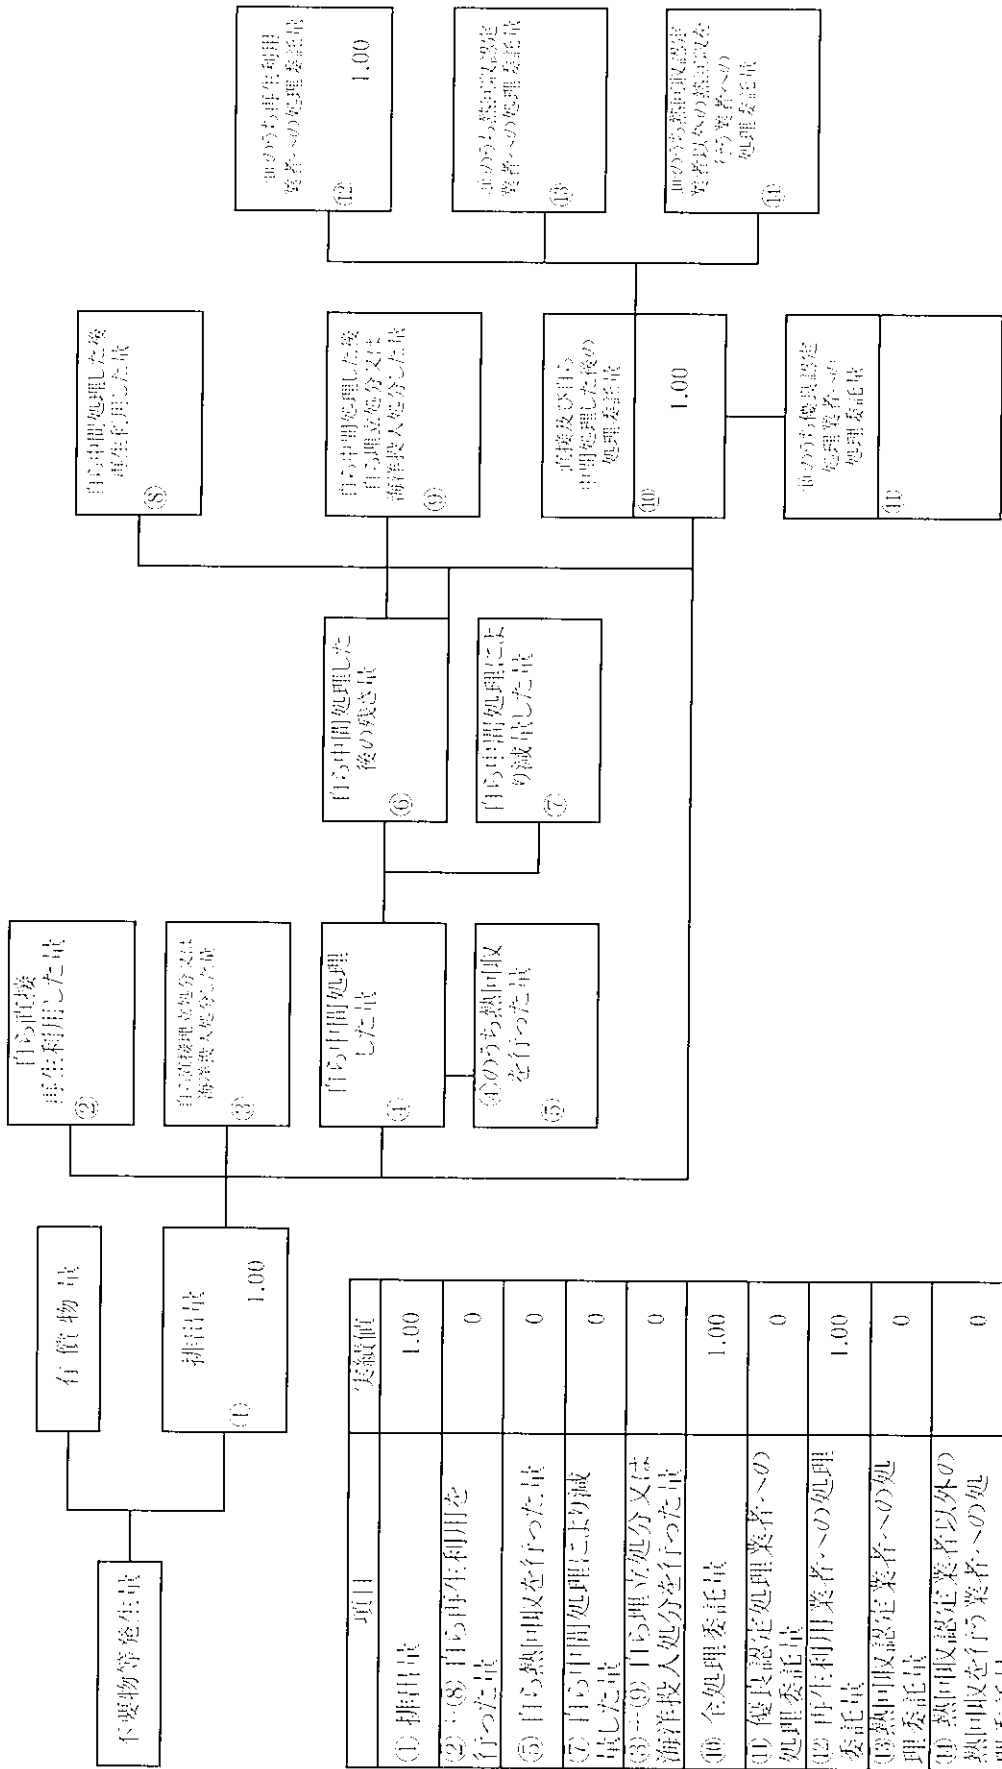 不要物等発生量
有償物量
排出量
①
1.00
自ら直接
再生利用した量
②
自ら直接埋立処分又は
海洋投入処分した量
③
自ら中間処理
した量
④
④のうち熱回収
を行った量
⑤
自ら中間処理した
後の残さ量
⑥
自ら中間処理によ
り減量した量
⑦
自ら中間処理した後
再生利用した量
⑧
自ら中間処理した後
自ら埋立処分又は
海洋投入処分した量
⑨
直接及び自ら
中間処理した後の
処理委託量
⑩
1.00
⑩のうち優良認定
処理業者への
処理委託量
⑪
⑩のうち再生利用
業者への処理委託量
⑫
1.00
⑩のうち熱回収認定
業者への処理委託量
⑬
⑩のうち熱回収認定
業者以外の熱回収を
行う業者への
処理委託量
⑭
項目
実績値
① 排出量
1.00
②＋⑧ 自ら再生利用を
行った量
0
⑤ 自ら熱回収を行った量
0
⑦ 自ら中間処理により減
量した量
0
③＋⑨ 自ら埋立処分又は
海洋投入処分を行った量
0
⑩ 全処理委託量
1.00
⑪ 優良認定処理業者への
処理委託量
0
⑫ 再生利用業者への処理
委託量
1.00
⑬熱回収認定業者への処
理委託量
0
⑭ 熱回収認定業者以外の
熱回収を行う業者への処
理委託量
0